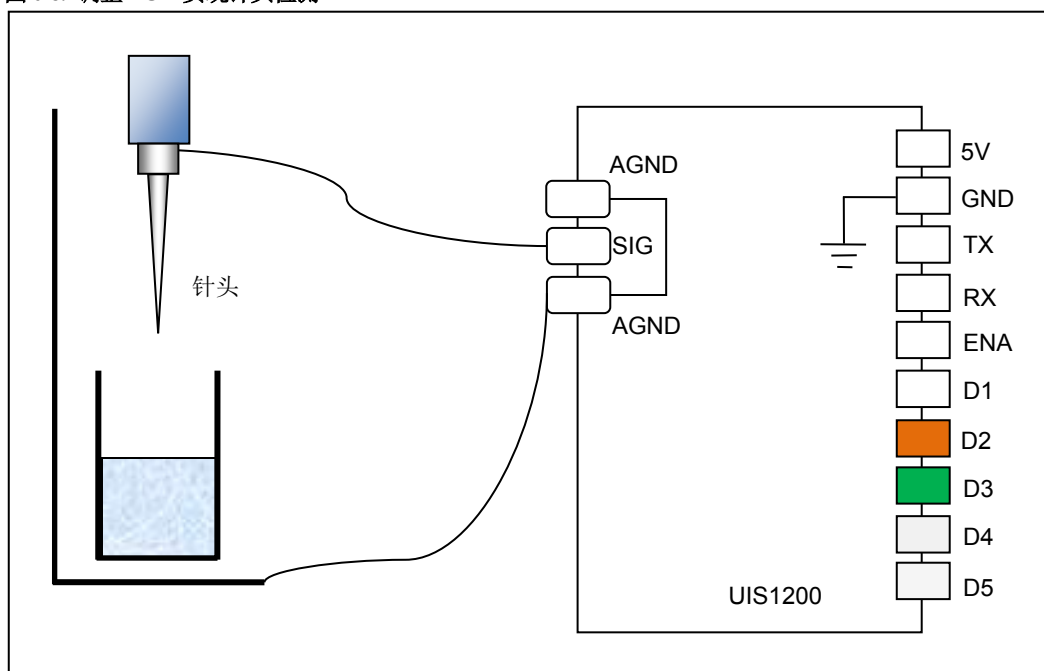 AGND
SIG
AGND
针头
5V
GND
TX
RX
ENA
D1
D2
D3
D4
D5
UIS1200